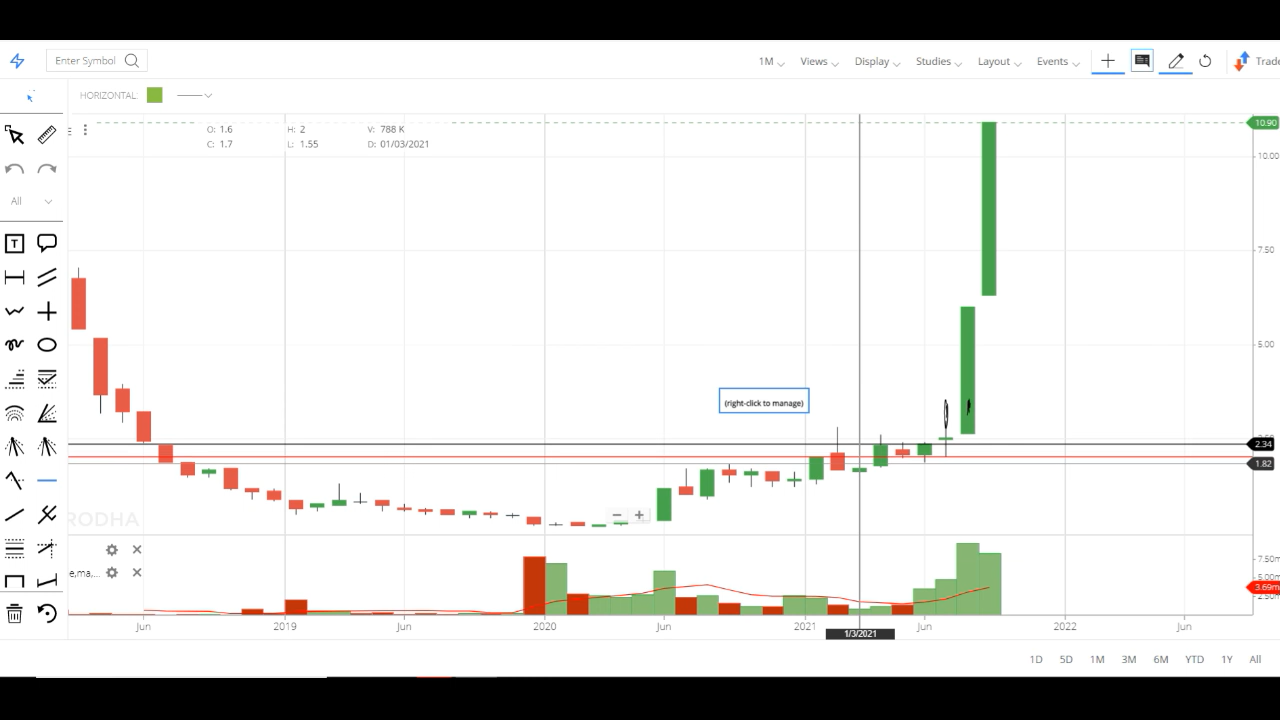 Enter Symbol
1M Views Display Studies Layout Events Trade
HORIZONTAL:
O: 1.6 H: 2 V: 788 K
C: 1.7 L: 1.55 D: 01/03/2021
All
10.90
10.00
7.50
5.00
(right-click to manage)
2.34
1.82
RODHA
e,ma,...
7.50m
5.00m
3.69m
Jun 2019 Jun 2020 Jun 2021 Jun 2022 Jun
1/3/2021
1D 5D 1M 3M 6M YTD 1Y All